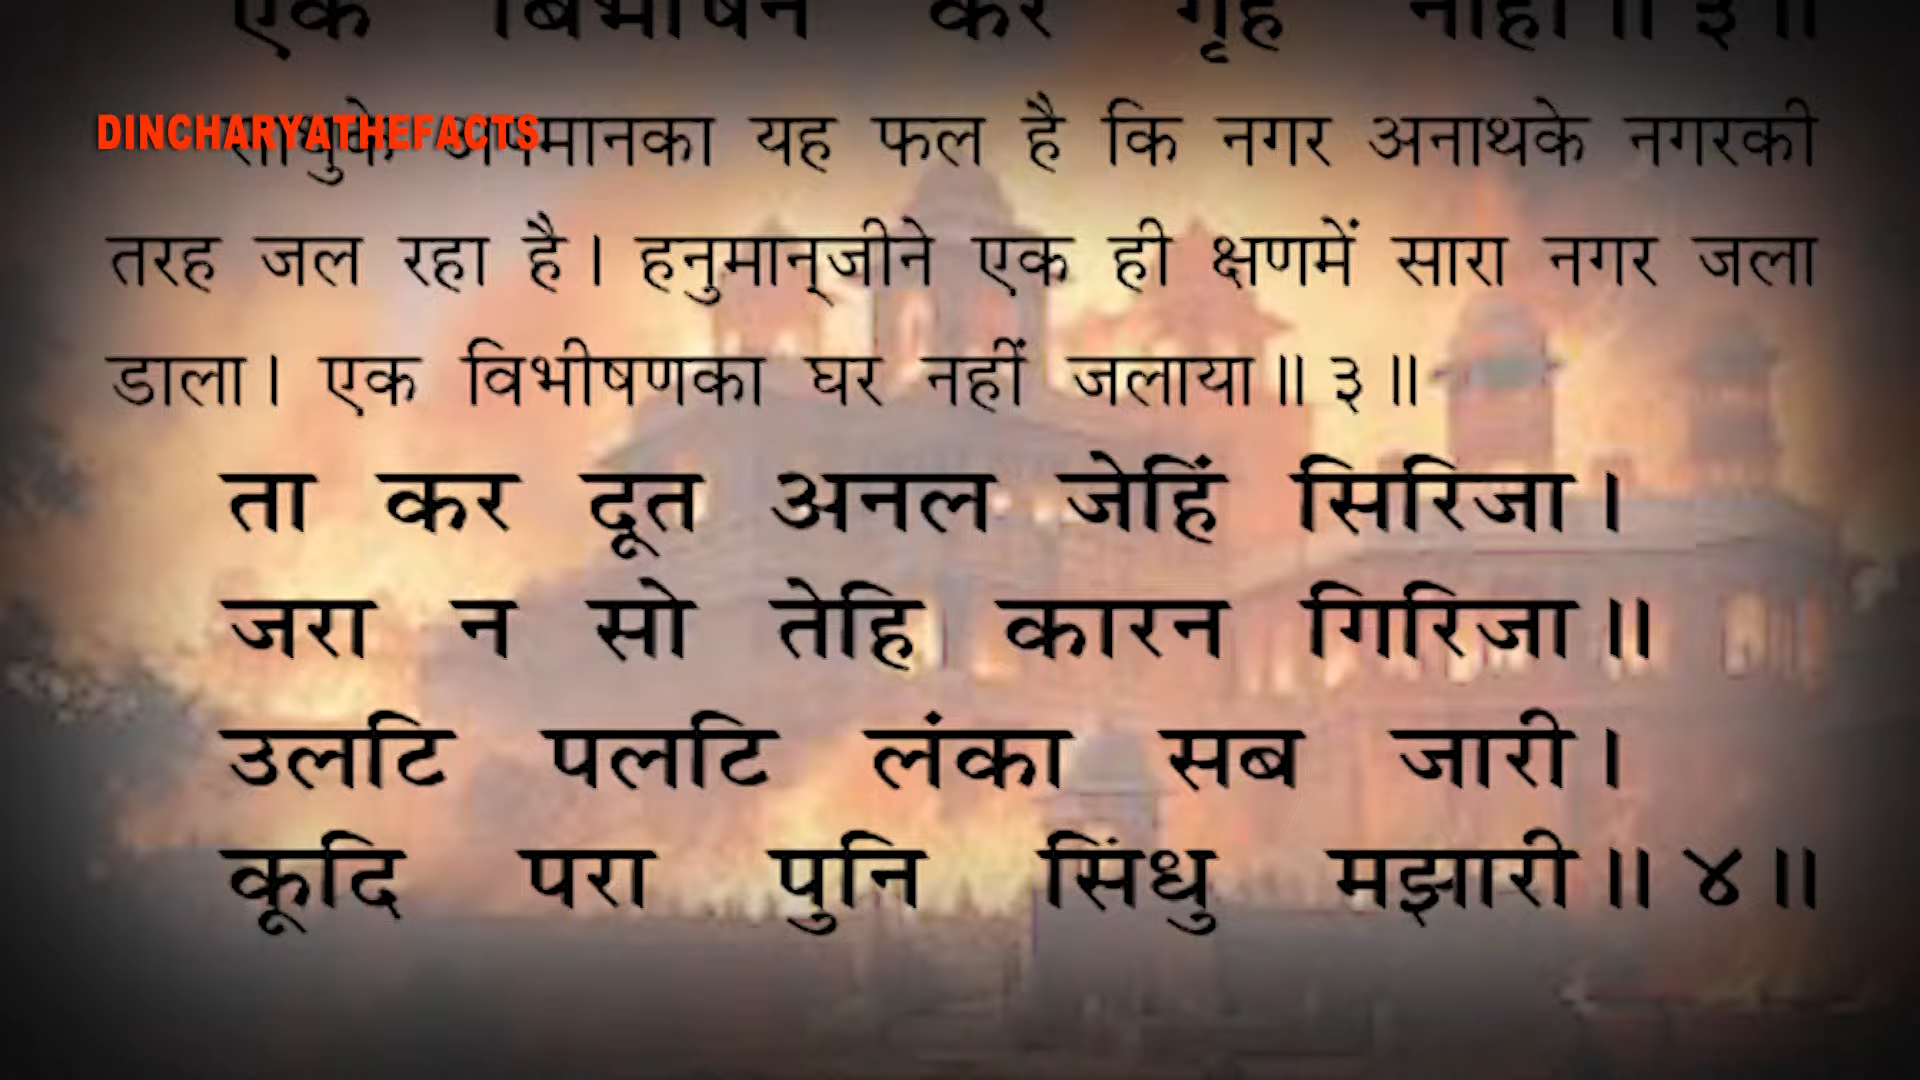 एक बिभीषन कर गृह नाहीं॥ ३॥
DINCHARYATHEFACTS
साधुके अपमानका यह फल है कि नगर अनाथके नगरकी
तरह जल रहा है। हनुमान्‌जीने एक ही क्षणमें सारा नगर जला
डाला। एक विभीषणका घर नहीं जलाया॥ ३॥
ता कर दूत अनल जेहिं सिरिजा।
जरा न सो तेहि कारन गिरिजा॥
उलटि पलटि लंका सब जारी।
कूदि परा पुनि सिंधु मझारी॥ ४॥